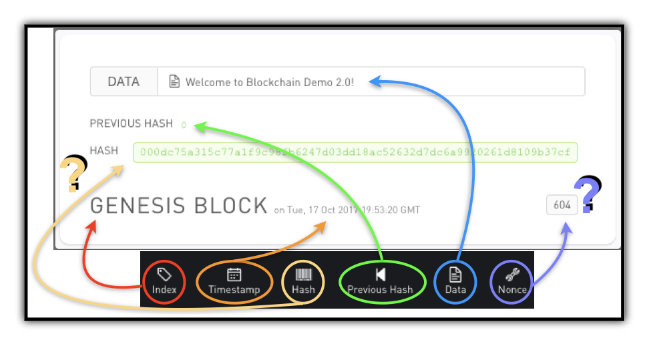 DATA
Welcome to Blockchain Demo 2.0!
PREVIOUS HASH 0
HASH 000dc75a315c77a1f9c98fb6247d03dd18ac52632d7dc6a9920261d8109b37cf
? ?
GENESIS BLOCK on Tue, 17 Oct 2017 19:53:20 GMT 604
Index Timestamp Hash Previous Hash Data Nonce